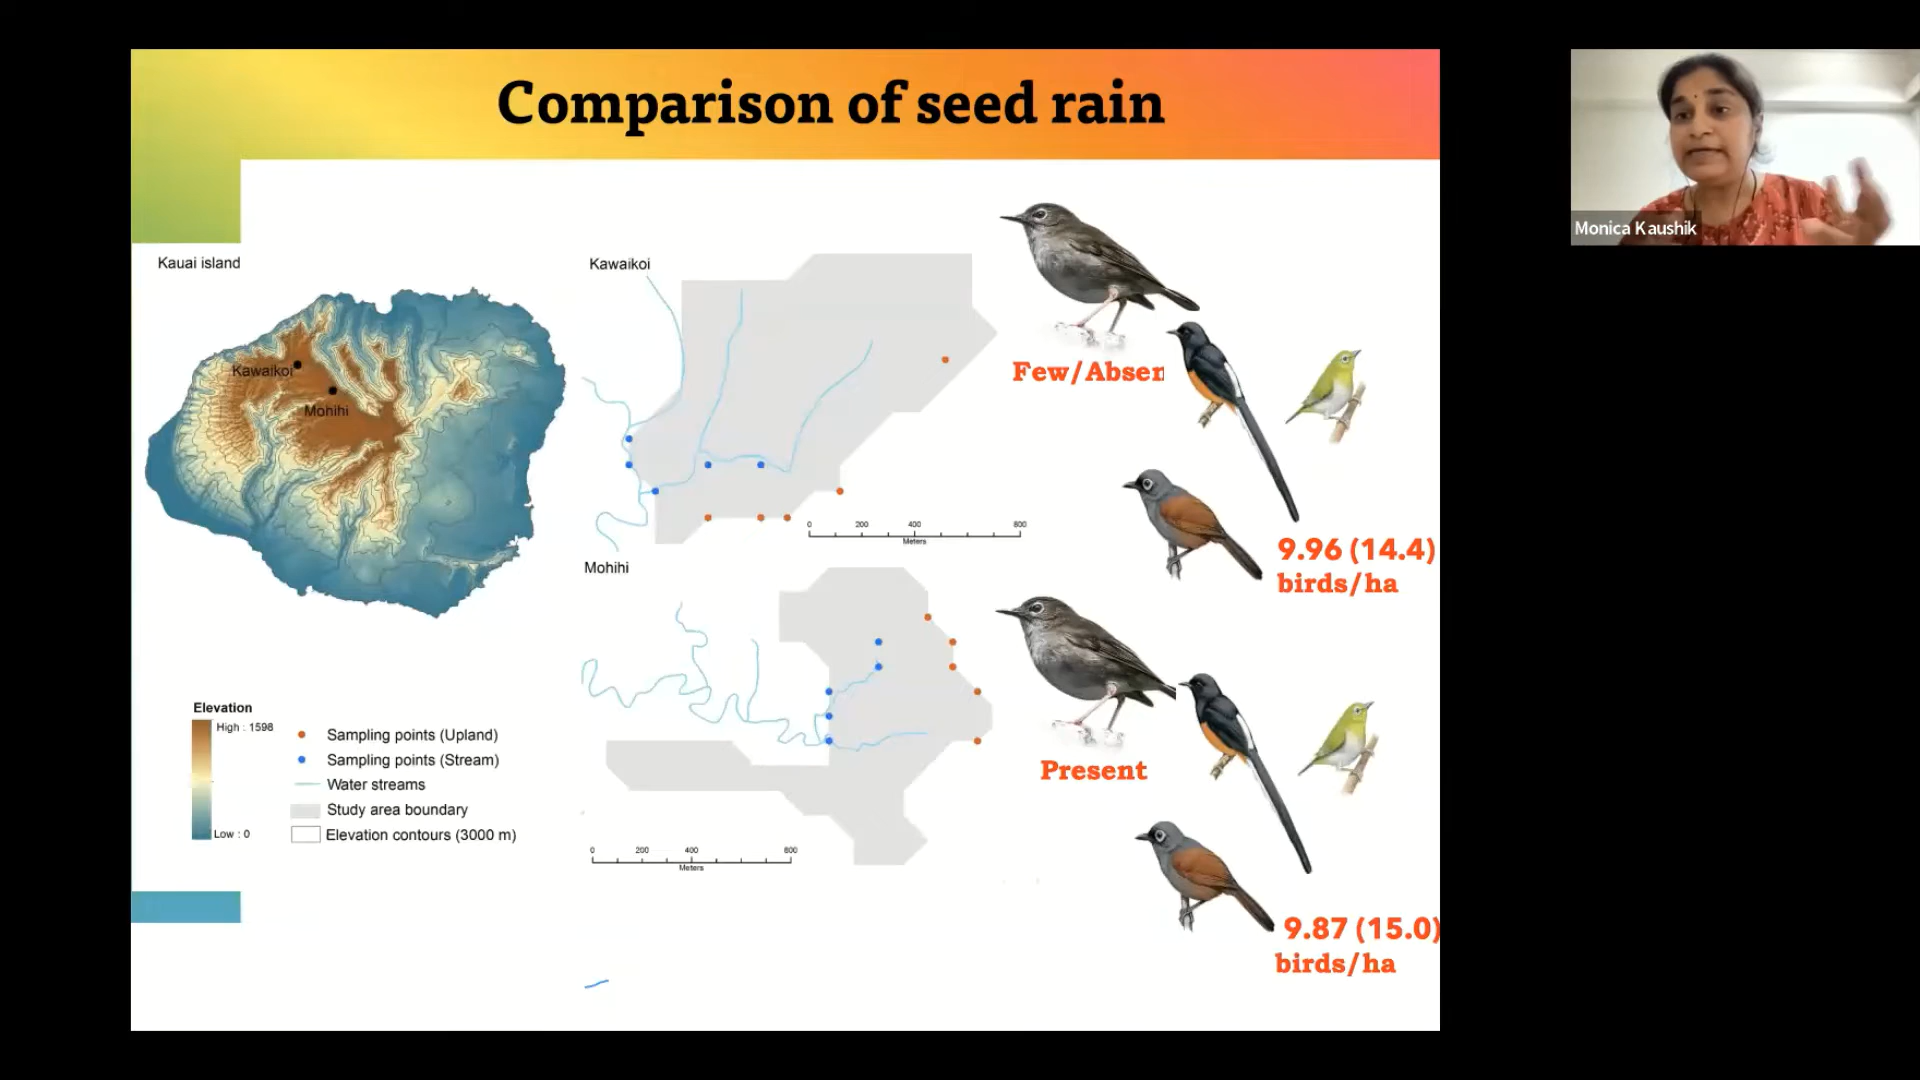 Comparison of seed rain
Monica Kaushik
Kauai island
Kawaikoi
Mohihi
Elevation
High : 1598
Low : 0
Sampling points (Upland)
Sampling points (Stream)
Water streams
Study area boundary
Elevation contours (3000 m)
Kawaikoi
0 200 400 800
Meters
Mohihi
0 200 400 800
Meters
Few/Absen
9.96 (14.4)
birds/ha
Present
9.87 (15.0)
birds/ha